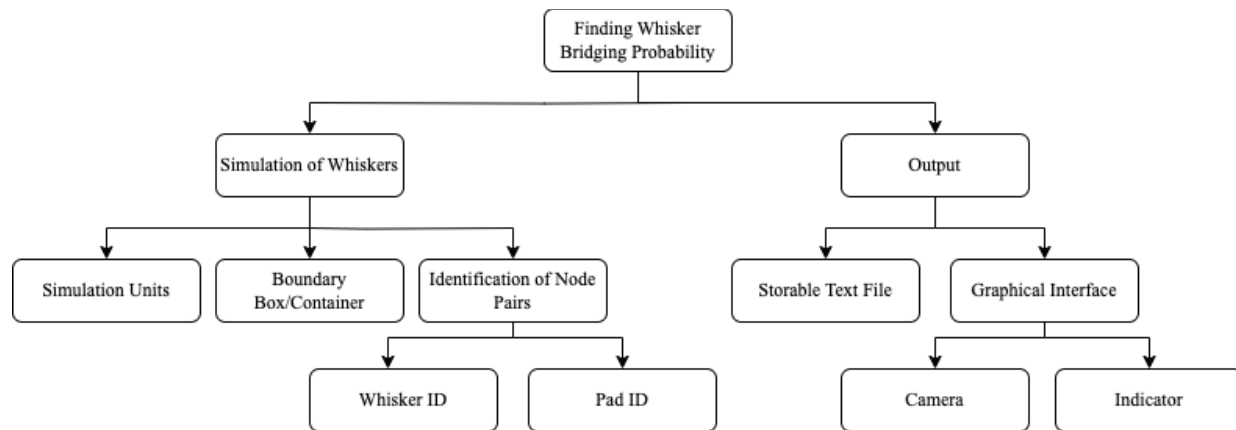 Finding Whisker
Bridging Probability
Simulation of Whiskers
Output
Simulation Units
Boundary
Box/Container
Identification of Node
Pairs
Storable Text File
Graphical Interface
Whisker ID
Pad ID
Camera
Indicator